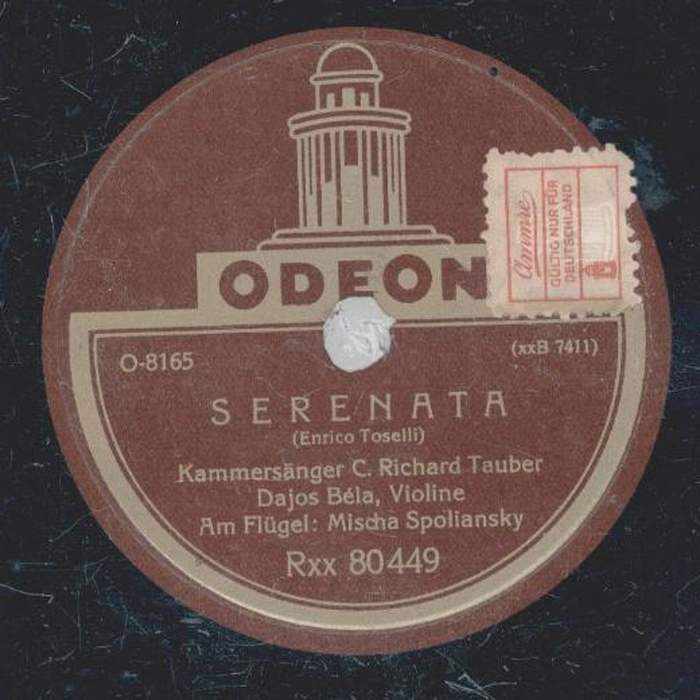 ODEON
Ammre
GÜLTIG NUR FÜR
DEUTSCHLAND
O-8165
(xxB 7411)
SERENATA
(Enrico Toselli)
Kammersänger C. Richard Tauber
Dajos Béla, Violine
Am Flügel: Mischa Spoliansky
Rxx 80449